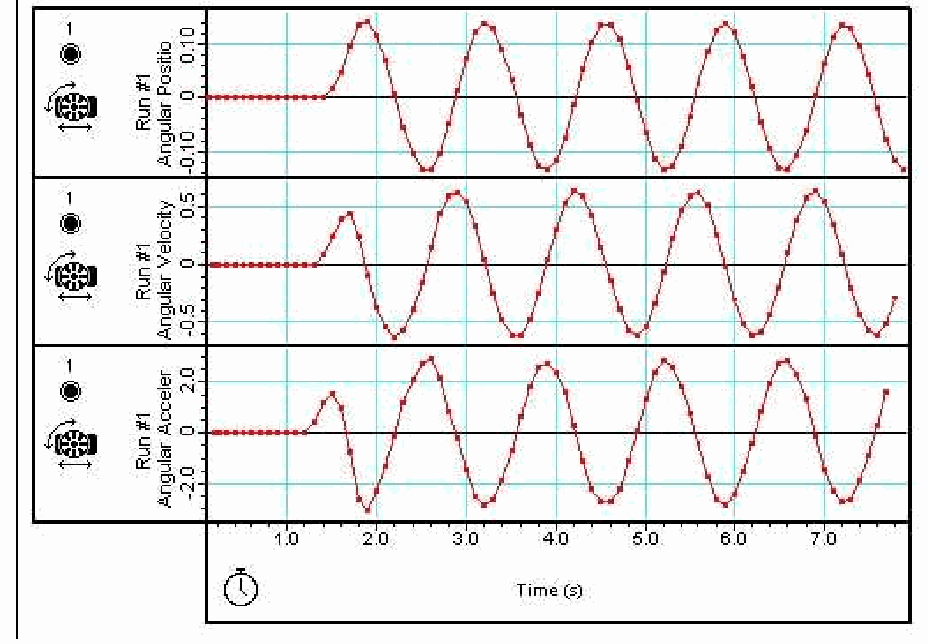 1
Run #1
Angular Positio
0.10
0
-0.10
1
Run #1
Angular Velocity
0.5
0
-0.5
1
Run #1
Angular Acceler
2.0
0
-2.0
1.0 2.0 3.0 4.0 5.0 6.0 7.0
Time (s)